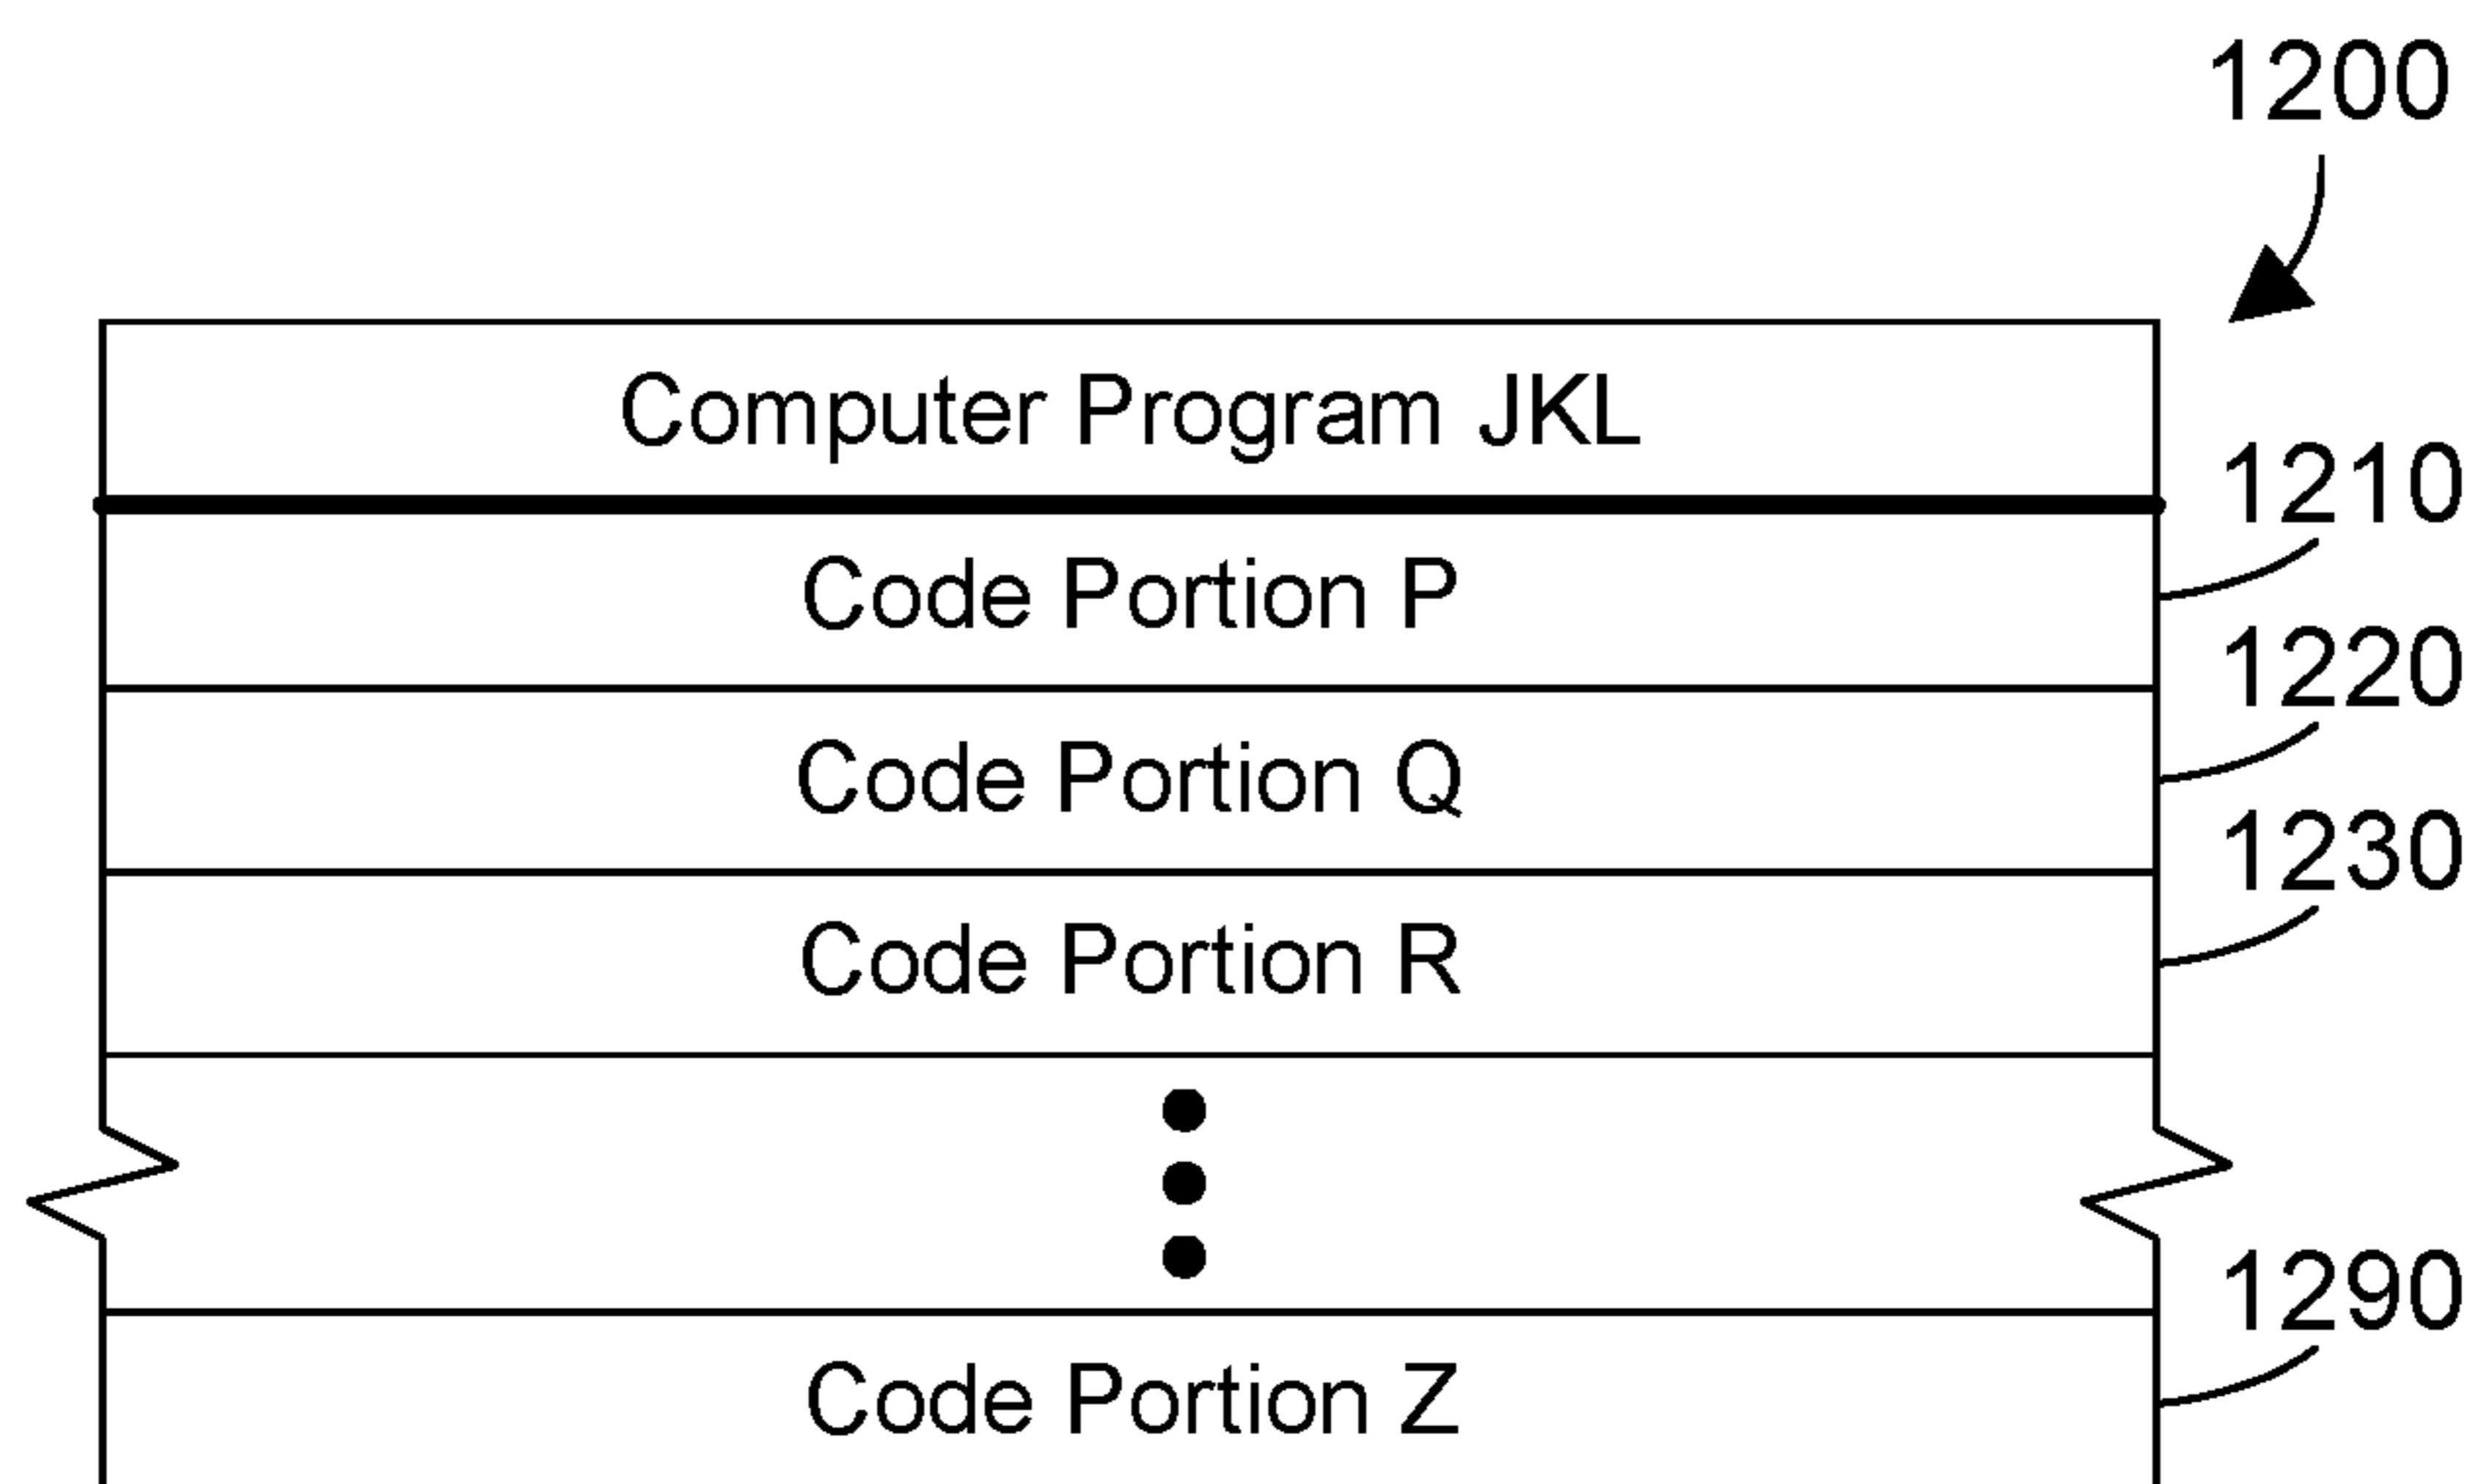 1200
Computer Program JKL
1210
Code Portion P
1220
Code Portion Q
1230
Code Portion R
1290
Code Portion Z